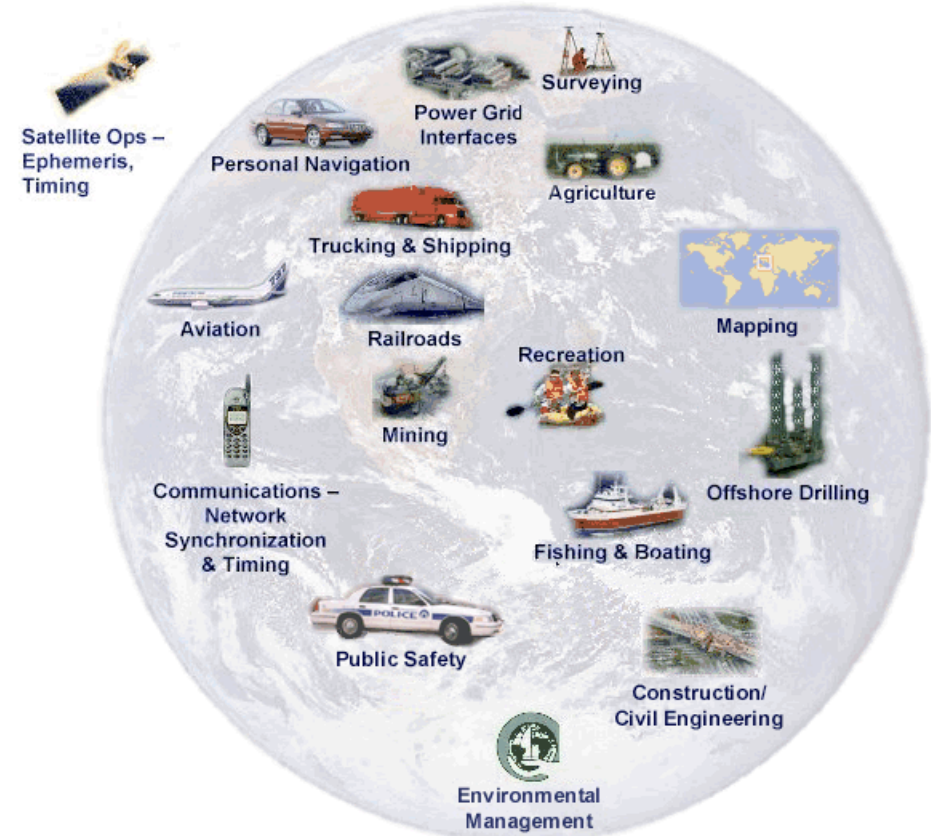 Surveying
Power Grid
Interfaces
Satellite Ops –
Ephemeris,
Timing
Personal Navigation
Agriculture
Trucking & Shipping
Aviation
Railroads
Mapping
Recreation
Mining
Communications –
Network
Synchronization
& Timing
Offshore Drilling
Fishing & Boating
POLICE
Public Safety
Construction/
Civil Engineering
Environmental
Management